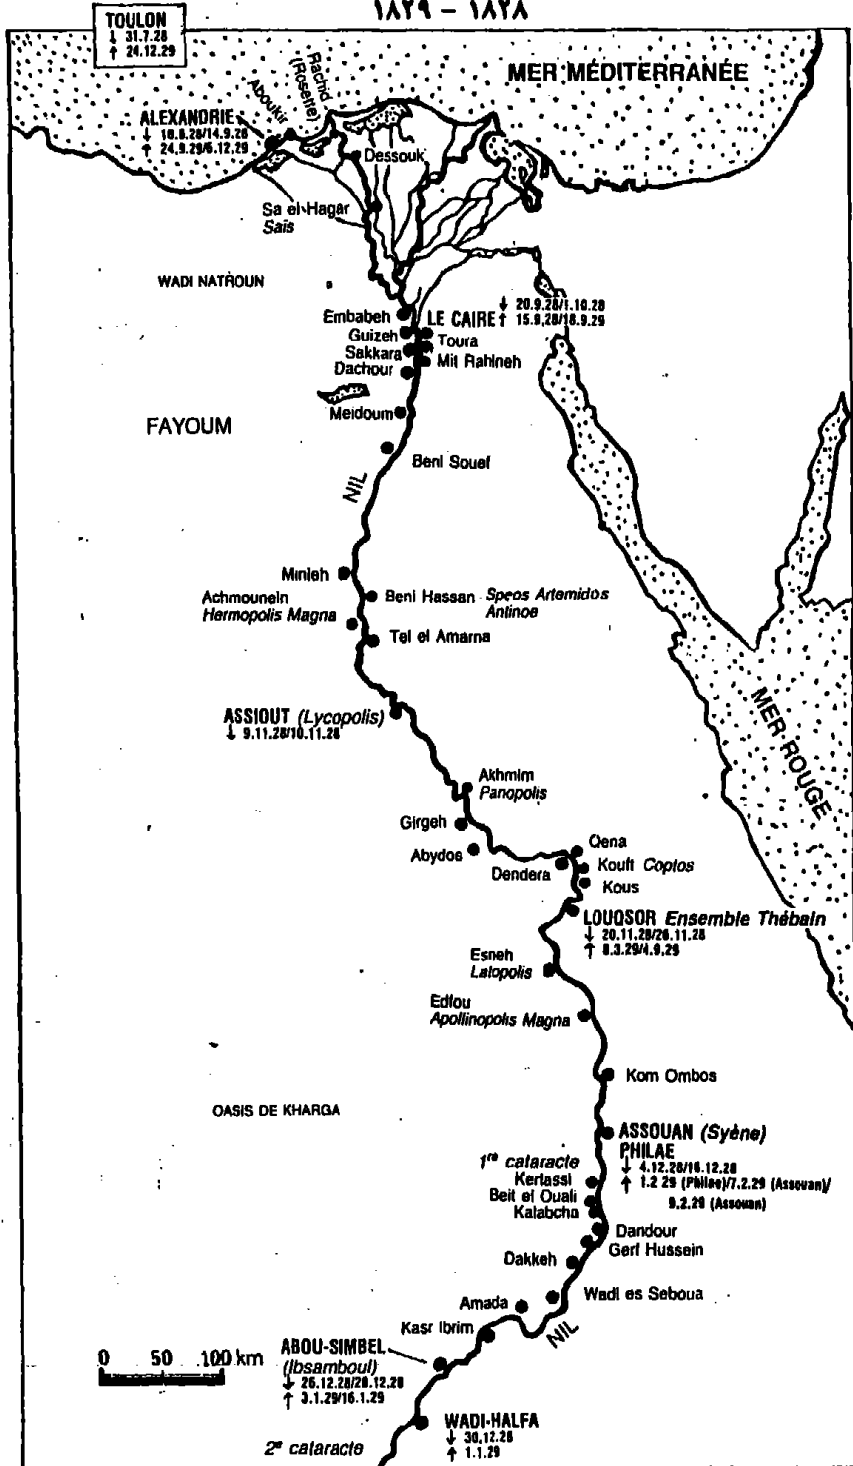 ١٨٢٩ – ١٨٢٨
TOULON
↓ 31.7.28
↑ 24.12.29
MER MÉDITERRANÉE
Rachid
(Rosette)
Aboukir
ALEXANDRIE
↓ 18.8.28/14.9.28
↑ 24.9.29/6.12.29
Dessouk
Sa el-Hagar
Saïs
WADI NATROUN
Embabeh
↓ 20.9.28/1.10.28
LE CAIRE ↑ 15.9.28/18.9.29
Guizeh
Toura
Sakkara
Mit Rahineh
Dachour
Meidoum
FAYOUM
Beni Souef
NIL
Minieh
Achmounein
Hermopolis Magna
Beni Hassan Speos Artemidos
Antinoe
Tel el Amarna
ASSIOUT (Lycopolis)
↓ 9.11.28/10.11.28
MER ROUGE
Akhmim
Panopolis
Girgeh
Abydos
Qena
Dendera
Kouft Coptos
Kous
LOUQSOR Ensemble Thébain
↓ 20.11.28/26.11.28
↑ 8.3.29/4.9.29
Esneh
Latopolis
Edfou
Apollinopolis Magna
Kom Ombos
OASIS DE KHARGA
ASSOUAN (Syène)
PHILAE
↓ 4.12.28/16.12.28
↑ 1.2 29 (Philae)/7.2.29 (Assouan)/
9.2.29 (Assouan)
1re cataracte
Kertassi
Beit el Ouali
Kalabcha
Dandour
Gerf Hussein
Dakkeh
Wadi es Seboua
Amada
Kasr Ibrim
NIL
ABOU-SIMBEL
(Ibsamboul)
↓ 26.12.28/28.12.28
↑ 3.1.29/16.1.29
0 50 100 km
WADI-HALFA
↓ 30.12.28
↑ 1.1.29
2e cataracte